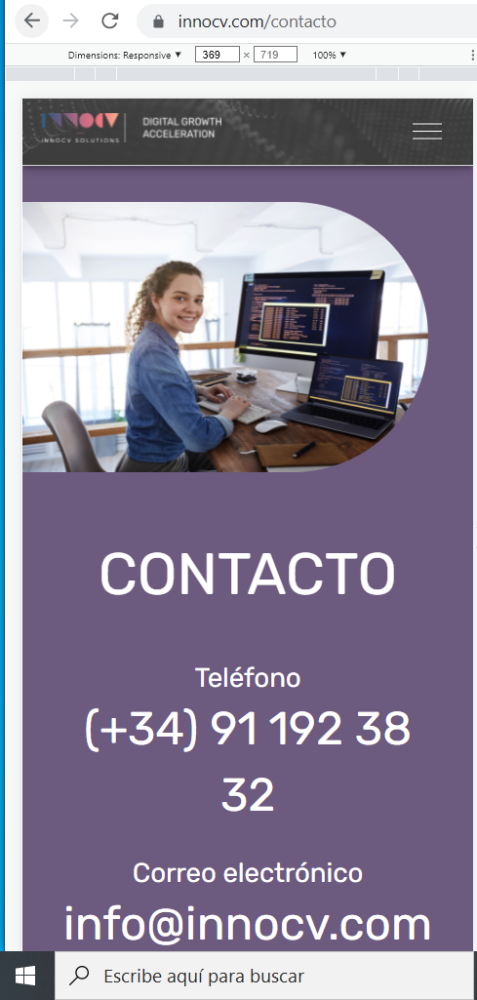 innocv.com/contacto
Dimensions: Responsive ▼ 369 × 719 100% ▼
INNOCV
INNOCV SOLUTIONS
DIGITAL GROWTH
ACCELERATION
CONTACTO
Teléfono
(+34) 91 192 38
32
Correo electrónico
info@innocv.com
Escribe aquí para buscar